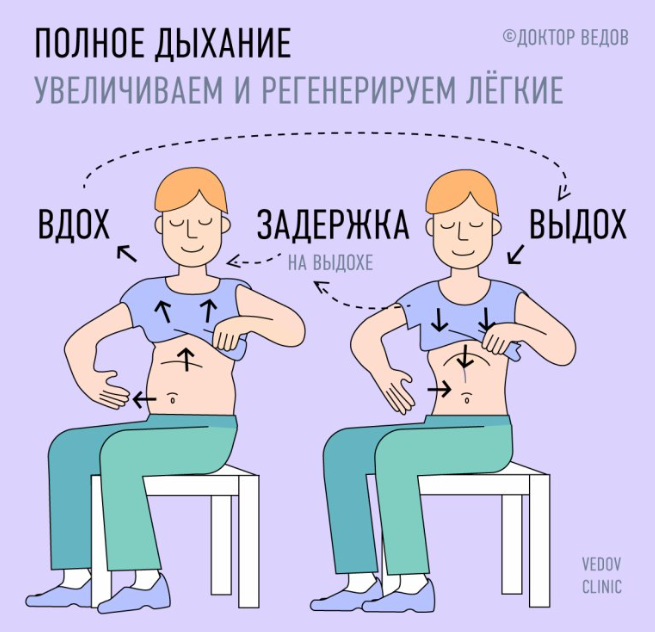 ПОЛНОЕ ДЫХАНИЕ
©ДОКТОР ВЕДОВ
УВЕЛИЧИВАЕМ И РЕГЕНЕРИРУЕМ ЛЁГКИЕ
ВДОХ
ЗАДЕРЖКА
НА ВЫДОХЕ
ВЫДОХ
VEDOV
CLINIC